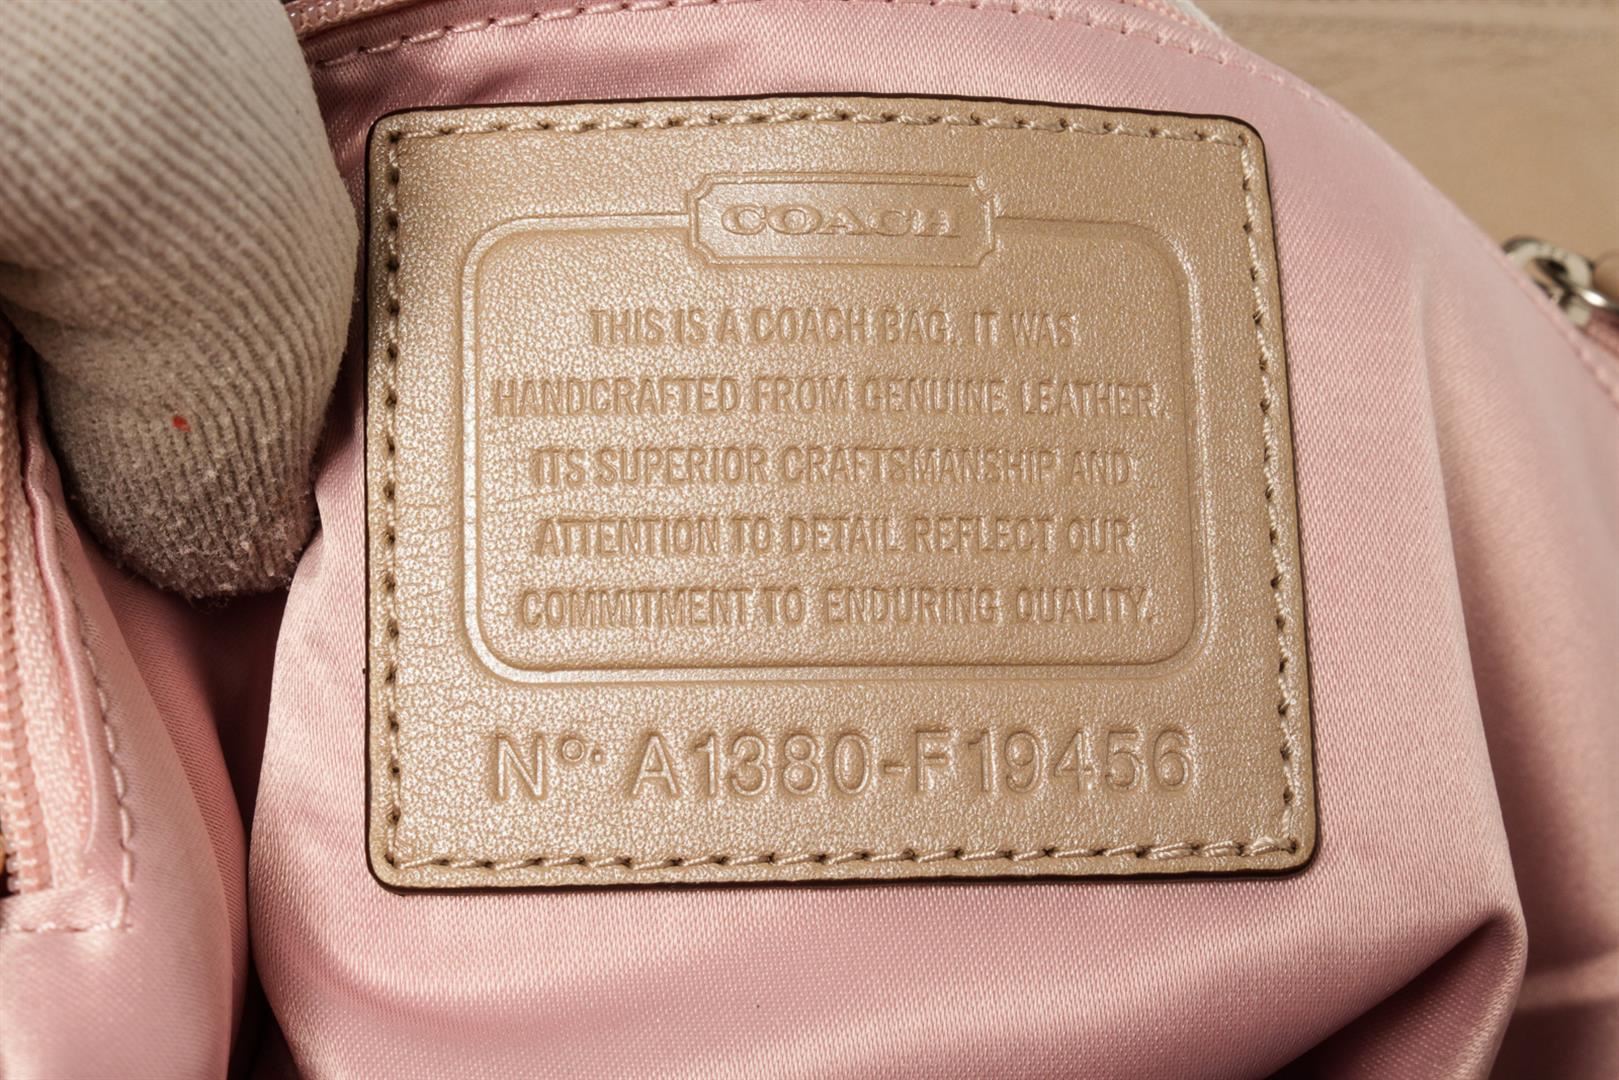 COACH
THIS IS A COACH BAG. IT WAS
HANDCRAFTED FROM GENUINE LEATHER.
ITS SUPERIOR CRAFTSMANSHIP AND
ATTENTION TO DETAIL REFLECT OUR
COMMITMENT TO ENDURING QUALITY.
Nº· A1380-F19456